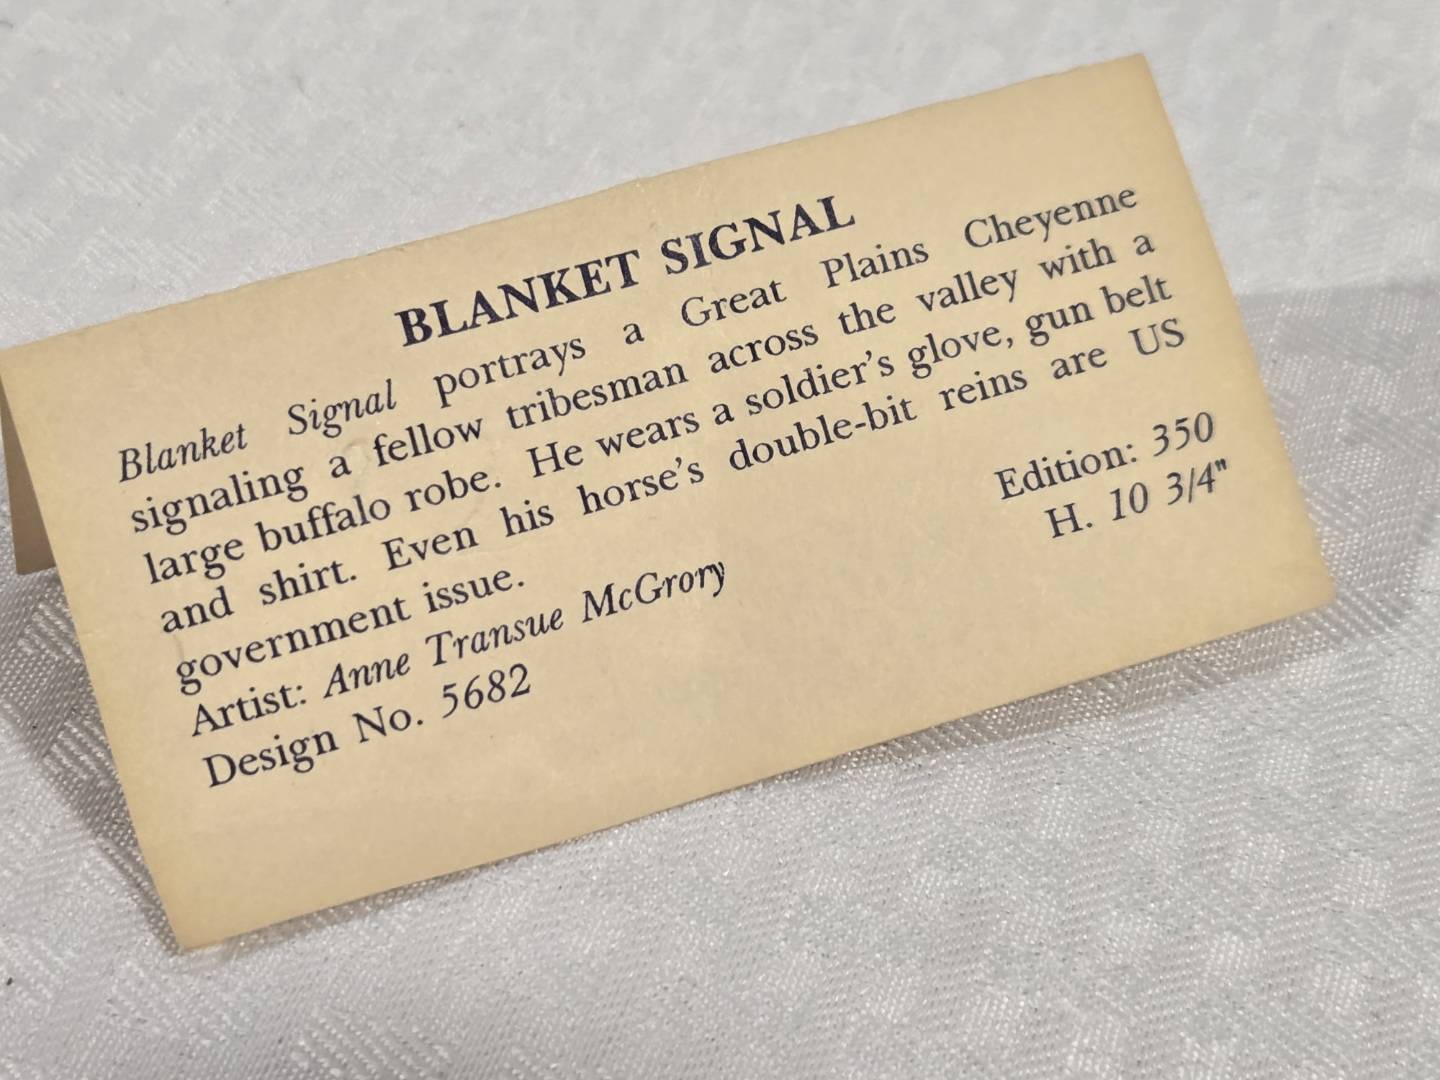 BLANKET SIGNAL
Blanket Signal portrays a Great Plains Cheyenne
signaling a fellow tribesman across the valley with a
large buffalo robe. He wears a soldier's glove, gun belt
and shirt. Even his horse's double-bit reins are US
government issue.
Artist: Anne Transue McGrory
Edition: 350
Design No. 5682
H. 10 3/4"